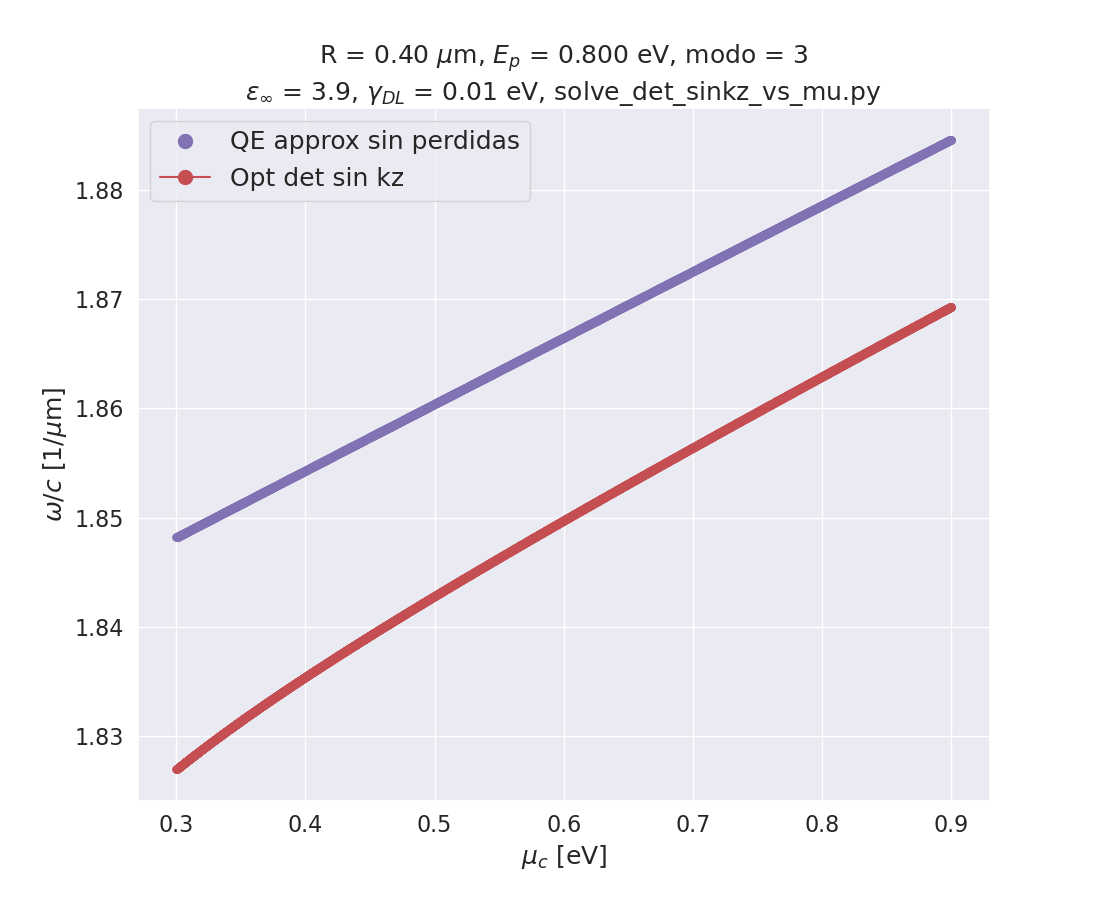 R = 0.40 μm, E_p = 0.800 eV, modo = 3
ε_∞ = 3.9, γ_DL = 0.01 eV, solve_det_sinkz_vs_mu.py
QE approx sin perdidas
Opt det sin kz
1.88
1.87
1.86
1.85
1.84
1.83
ω/c [1/μm]
0.3 0.4 0.5 0.6 0.7 0.8 0.9
μ_c [eV]